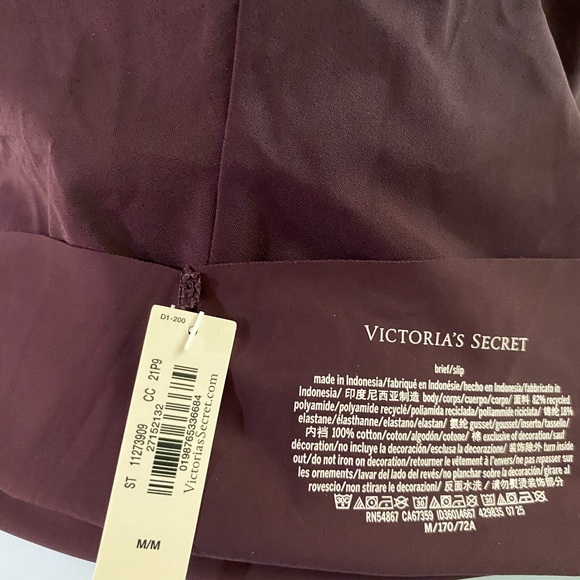 D1-200
ST 11273909 CC 21P9
27152132
0198765336684
VictoriasSecret.com
M/M
VICTORIA'S SECRET
brief/slip
made in Indonesia/fabriqué en Indonésie/hecho en Indonesia/fabbricato in
Indonesia/ 印度尼西亚制造 body/corps/cuerpo/corpo/ 面料 82% recycled
polyamide/polyamide recyclé/poliamida reciclada/poliammide riciclata/ 锦纶 18%
elastane/élasthanne/elastano/elastan/ 氨纶 gusset/gousset/inserto/tassello/
内裆 100% cotton/coton/algodón/cotone/ 棉 exclusive of decoration/sauf
décoration/no incluye la decoración/esclusa la decorazione/ 装饰除外 turn inside
out/do not iron on decoration/retourner le vêtement à l'envers/ne pas repasser sur
les ornements/lavar del lado del revés/no planchar la decoración/girare al
rovescio/non stirare le decorazioni/ 反面水洗 / 请勿熨烫装饰部分
RN54867 CA67359 ID36014667 429835 07 25
M/170/72A